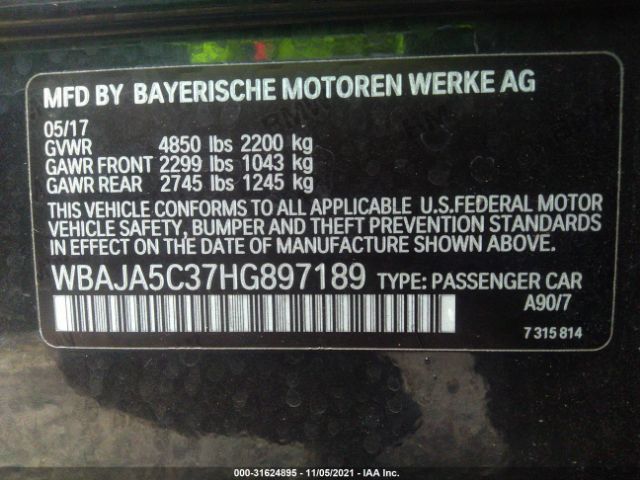 MFD BY BAYERISCHE MOTOREN WERKE AG
05/17
GVWR 4850 lbs 2200 kg
GAWR FRONT 2299 lbs 1043 kg
GAWR REAR 2745 lbs 1245 kg
THIS VEHICLE CONFORMS TO ALL APPLICABLE U.S.FEDERAL MOTOR
VEHICLE SAFETY, BUMPER AND THEFT PREVENTION STANDARDS
IN EFFECT ON THE DATE OF MANUFACTURE SHOWN ABOVE.
WBAJA5C37HG897189 TYPE: PASSENGER CAR
A90/7
7 315 814
000-31624895 - 11/05/2021 - IAA Inc.